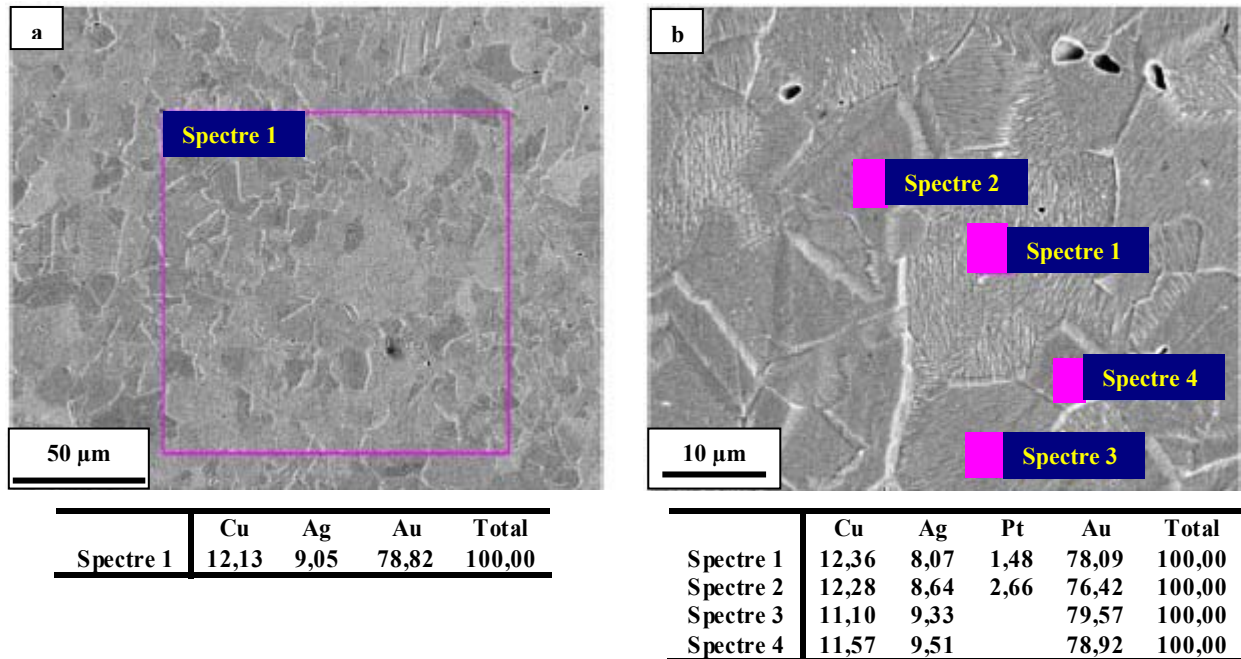 a
Spectre 1
50 µm
Cu Ag Au Total
Spectre 1 12,13 9,05 78,82 100,00
b
Spectre 2
Spectre 1
Spectre 4
Spectre 3
10 µm
Cu Ag Pt Au Total
Spectre 1 12,36 8,07 1,48 78,09 100,00
Spectre 2 12,28 8,64 2,66 76,42 100,00
Spectre 3 11,10 9,33 79,57 100,00
Spectre 4 11,57 9,51 78,92 100,00